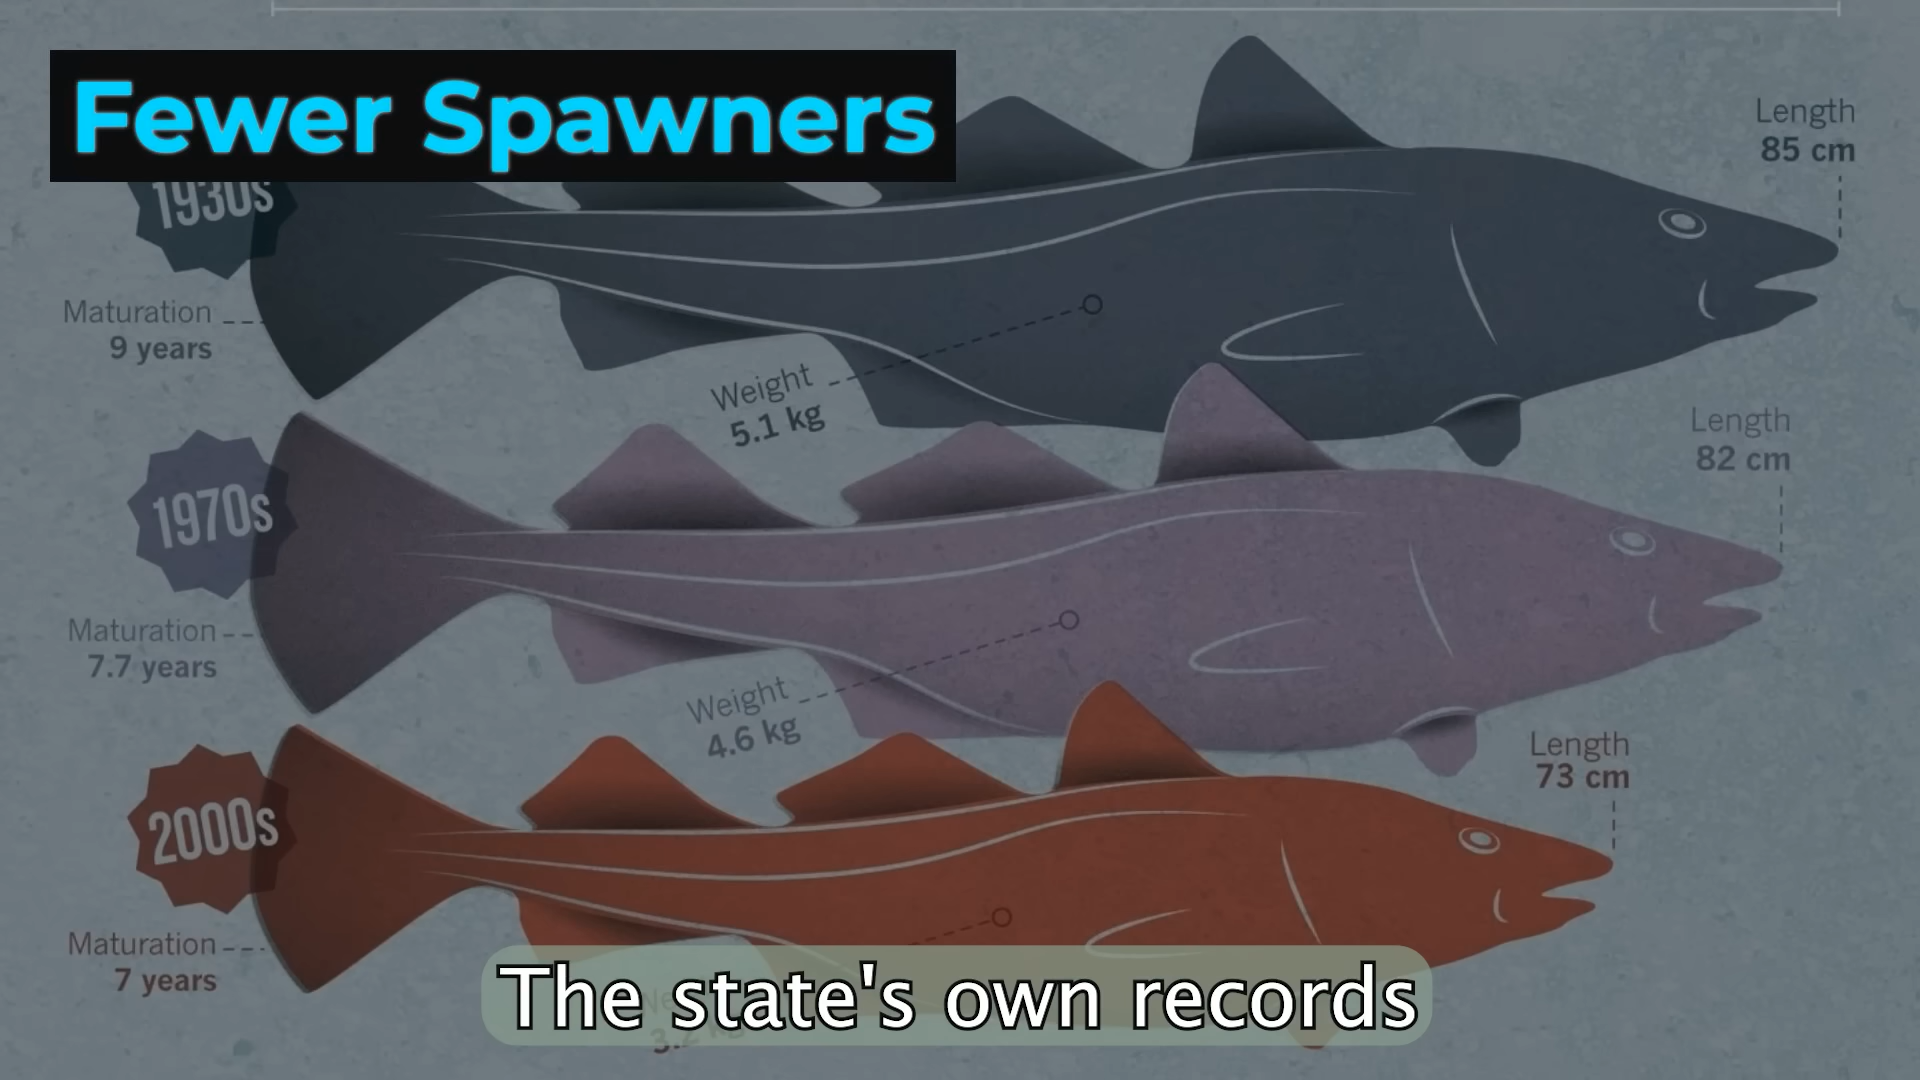 Fewer Spawners
Length
85 cm
1930s
Maturation
9 years
Weight
5.1 kg
Length
82 cm
1970s
Maturation
7.7 years
Weight
4.6 kg
Length
73 cm
2000s
Maturation
7 years
The state's own records